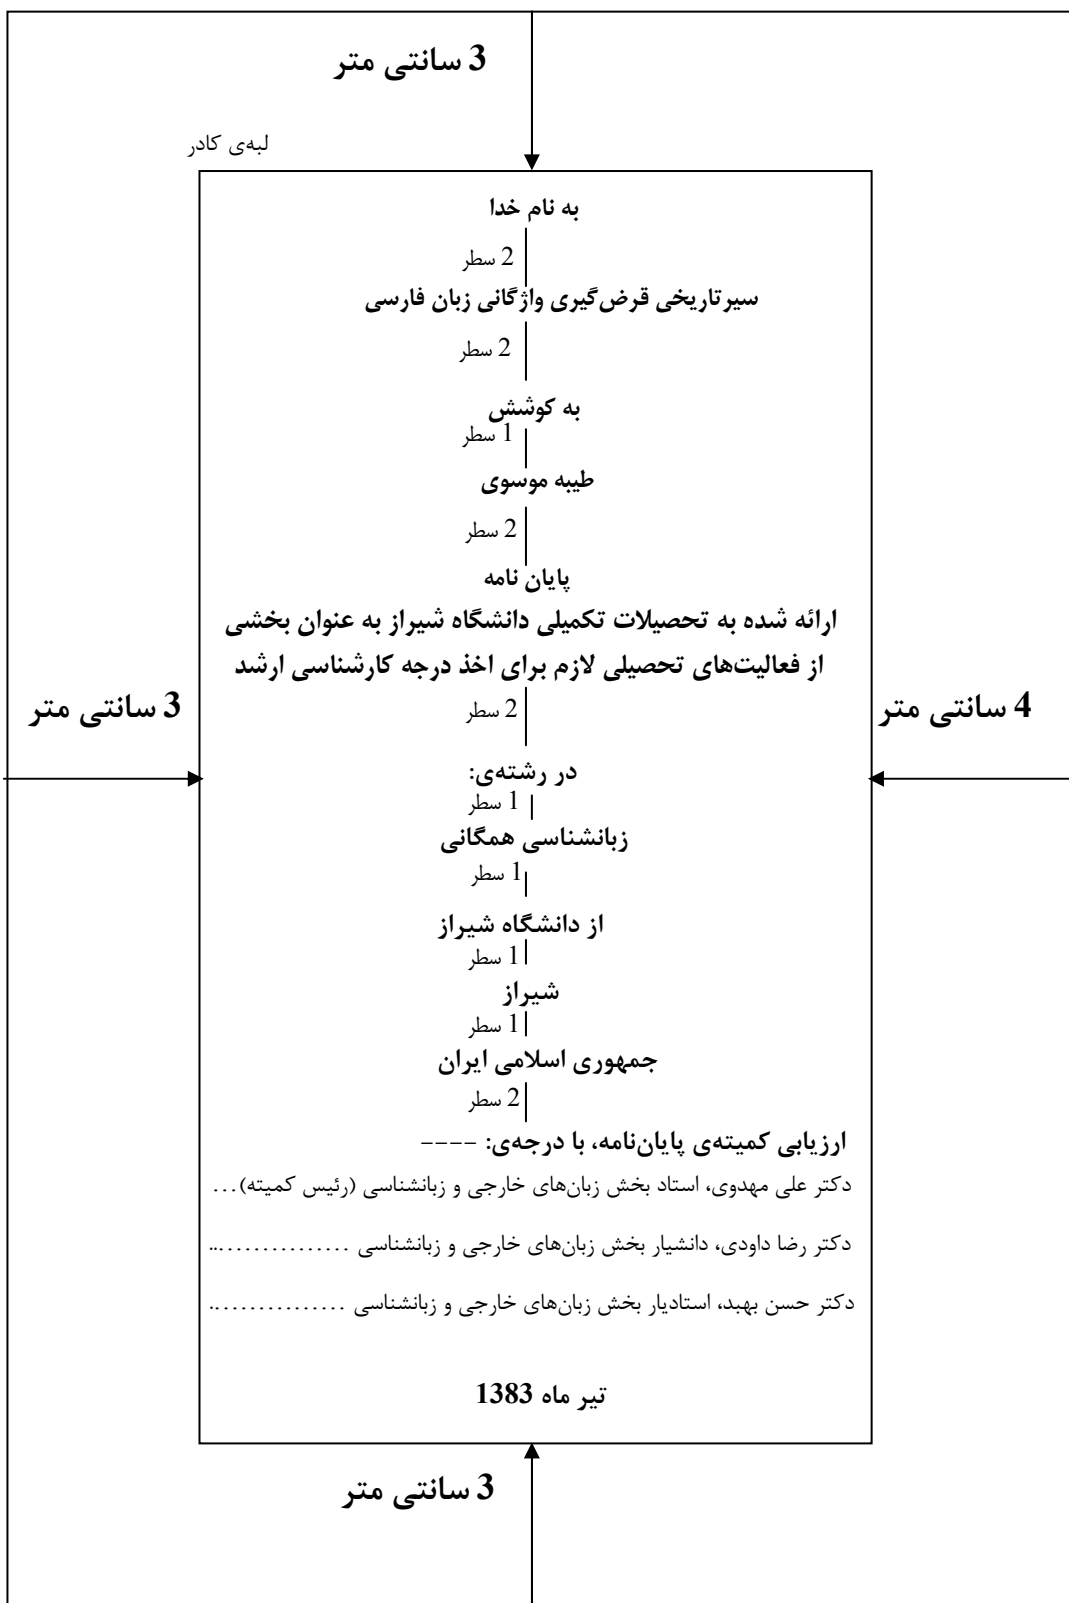 3 سانتی متر
لبه‌ی کادر
به نام خدا
2 سطر
سیرتاریخی قرض‌گیری واژگانی زبان فارسی
2 سطر
به کوشش
1 سطر
طیبه موسوی
2 سطر
پایان نامه
ارائه شده به تحصیلات تکمیلی دانشگاه شیراز به عنوان بخشی
از فعالیت‌های تحصیلی لازم برای اخذ درجه کارشناسی ارشد
4 سانتی متر
2 سطر
3 سانتی متر
در رشته‌ی:
1 سطر
زبانشناسی همگانی
1 سطر
از دانشگاه شیراز
1 سطر
شیراز
1 سطر
جمهوری اسلامی ایران
2 سطر
ارزیابی کمیته‌ی پایان‌نامه، با درجه‌ی: ----
دکتر علی مهدوی، استاد بخش زبان‌های خارجی و زبانشناسی (رئیس کمیته)...
دکتر رضا داودی، دانشیار بخش زبان‌های خارجی و زبانشناسی .................
دکتر حسن بهبد، استادیار بخش زبان‌های خارجی و زبانشناسی ................
تیر ماه 1383
3 سانتی متر